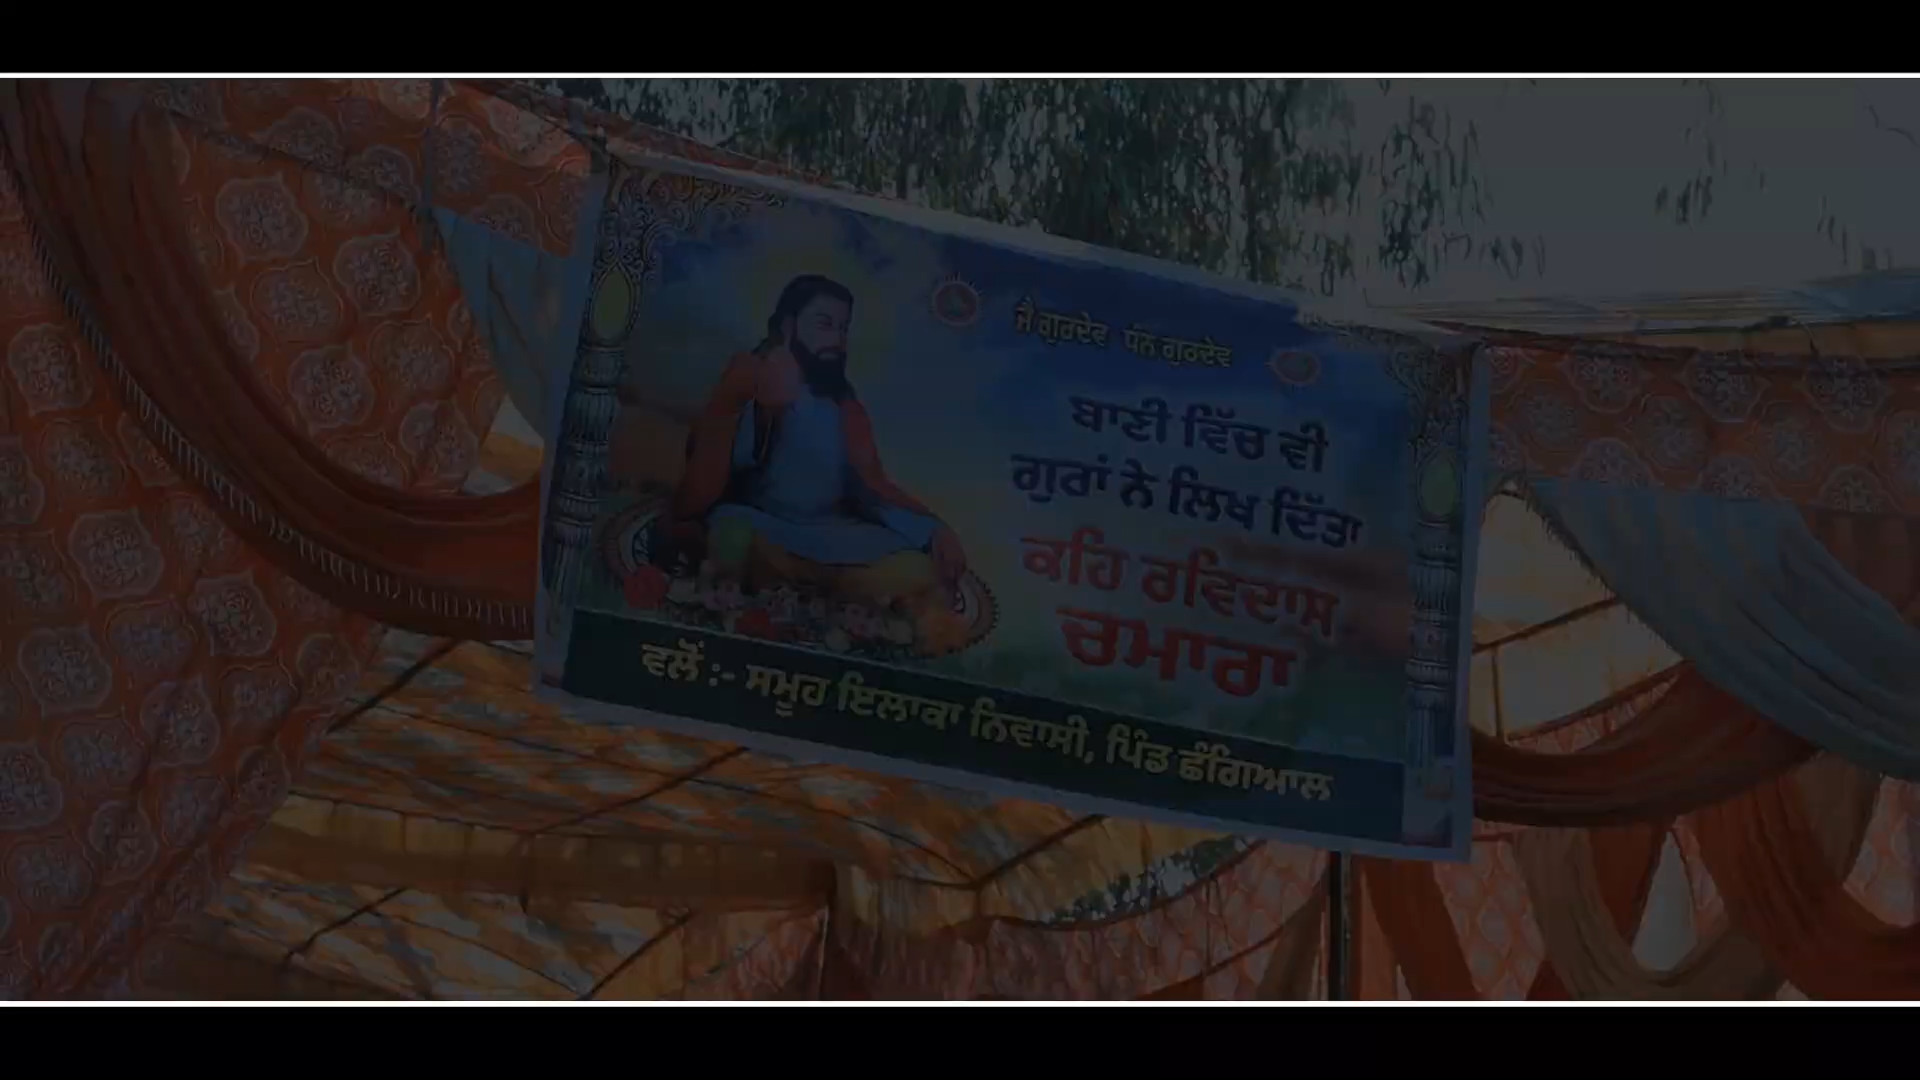 ਜੈ ਗੁਰਦੇਵ ਧੰਨ ਗੁਰਦੇਵ
ਬਾਣੀ ਵਿੱਚ ਵੀ
ਗੁਰਾਂ ਨੇ ਲਿਖ ਦਿੱਤਾ
ਕਹਿ ਰਵਿਦਾਸ
ਚਮਾਰਾ
ਵਲੋਂ :- ਸਮੂਹ ਇਲਾਕਾ ਨਿਵਾਸੀ, ਪਿੰਡ ਛੰਗਿਆਲ